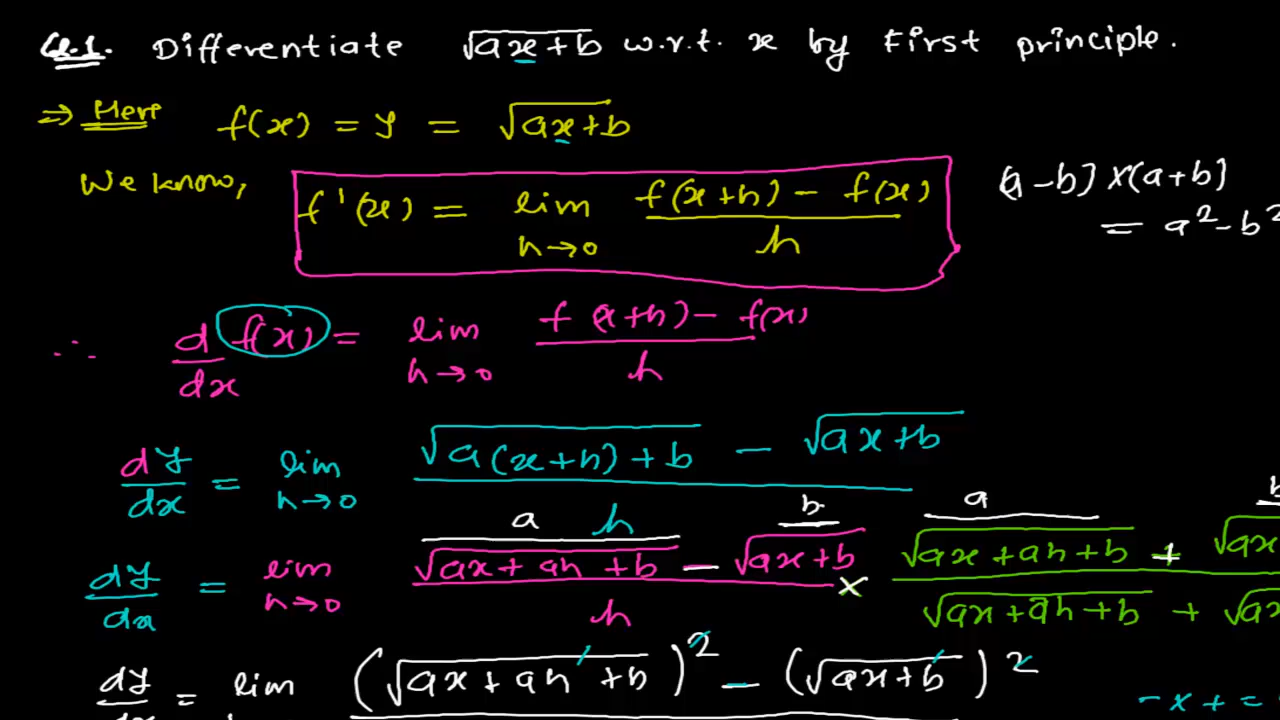 Q.1. Differentiate √ax+b w.r.t. x by First principle.
⇒ Here f(x) = y = √ax+b
We know,
f'(x) = lim h→0 f(x+h) - f(x) / h
(a-b) x (a+b)
= a² - b²
∴ d/dx f(x) = lim h→0 f(x+h) - f(x) / h
dy/dx = lim h→0 √a(x+h)+b - √ax+b / h
a b a b
dy/dx = lim h→0 √ax+ah+b - √ax+b / h × √ax+ah+b + √ax / √ax+ah+b + √ax
dy/dx = lim (√ax+ah+b)² - (√ax+b)²
- x + =